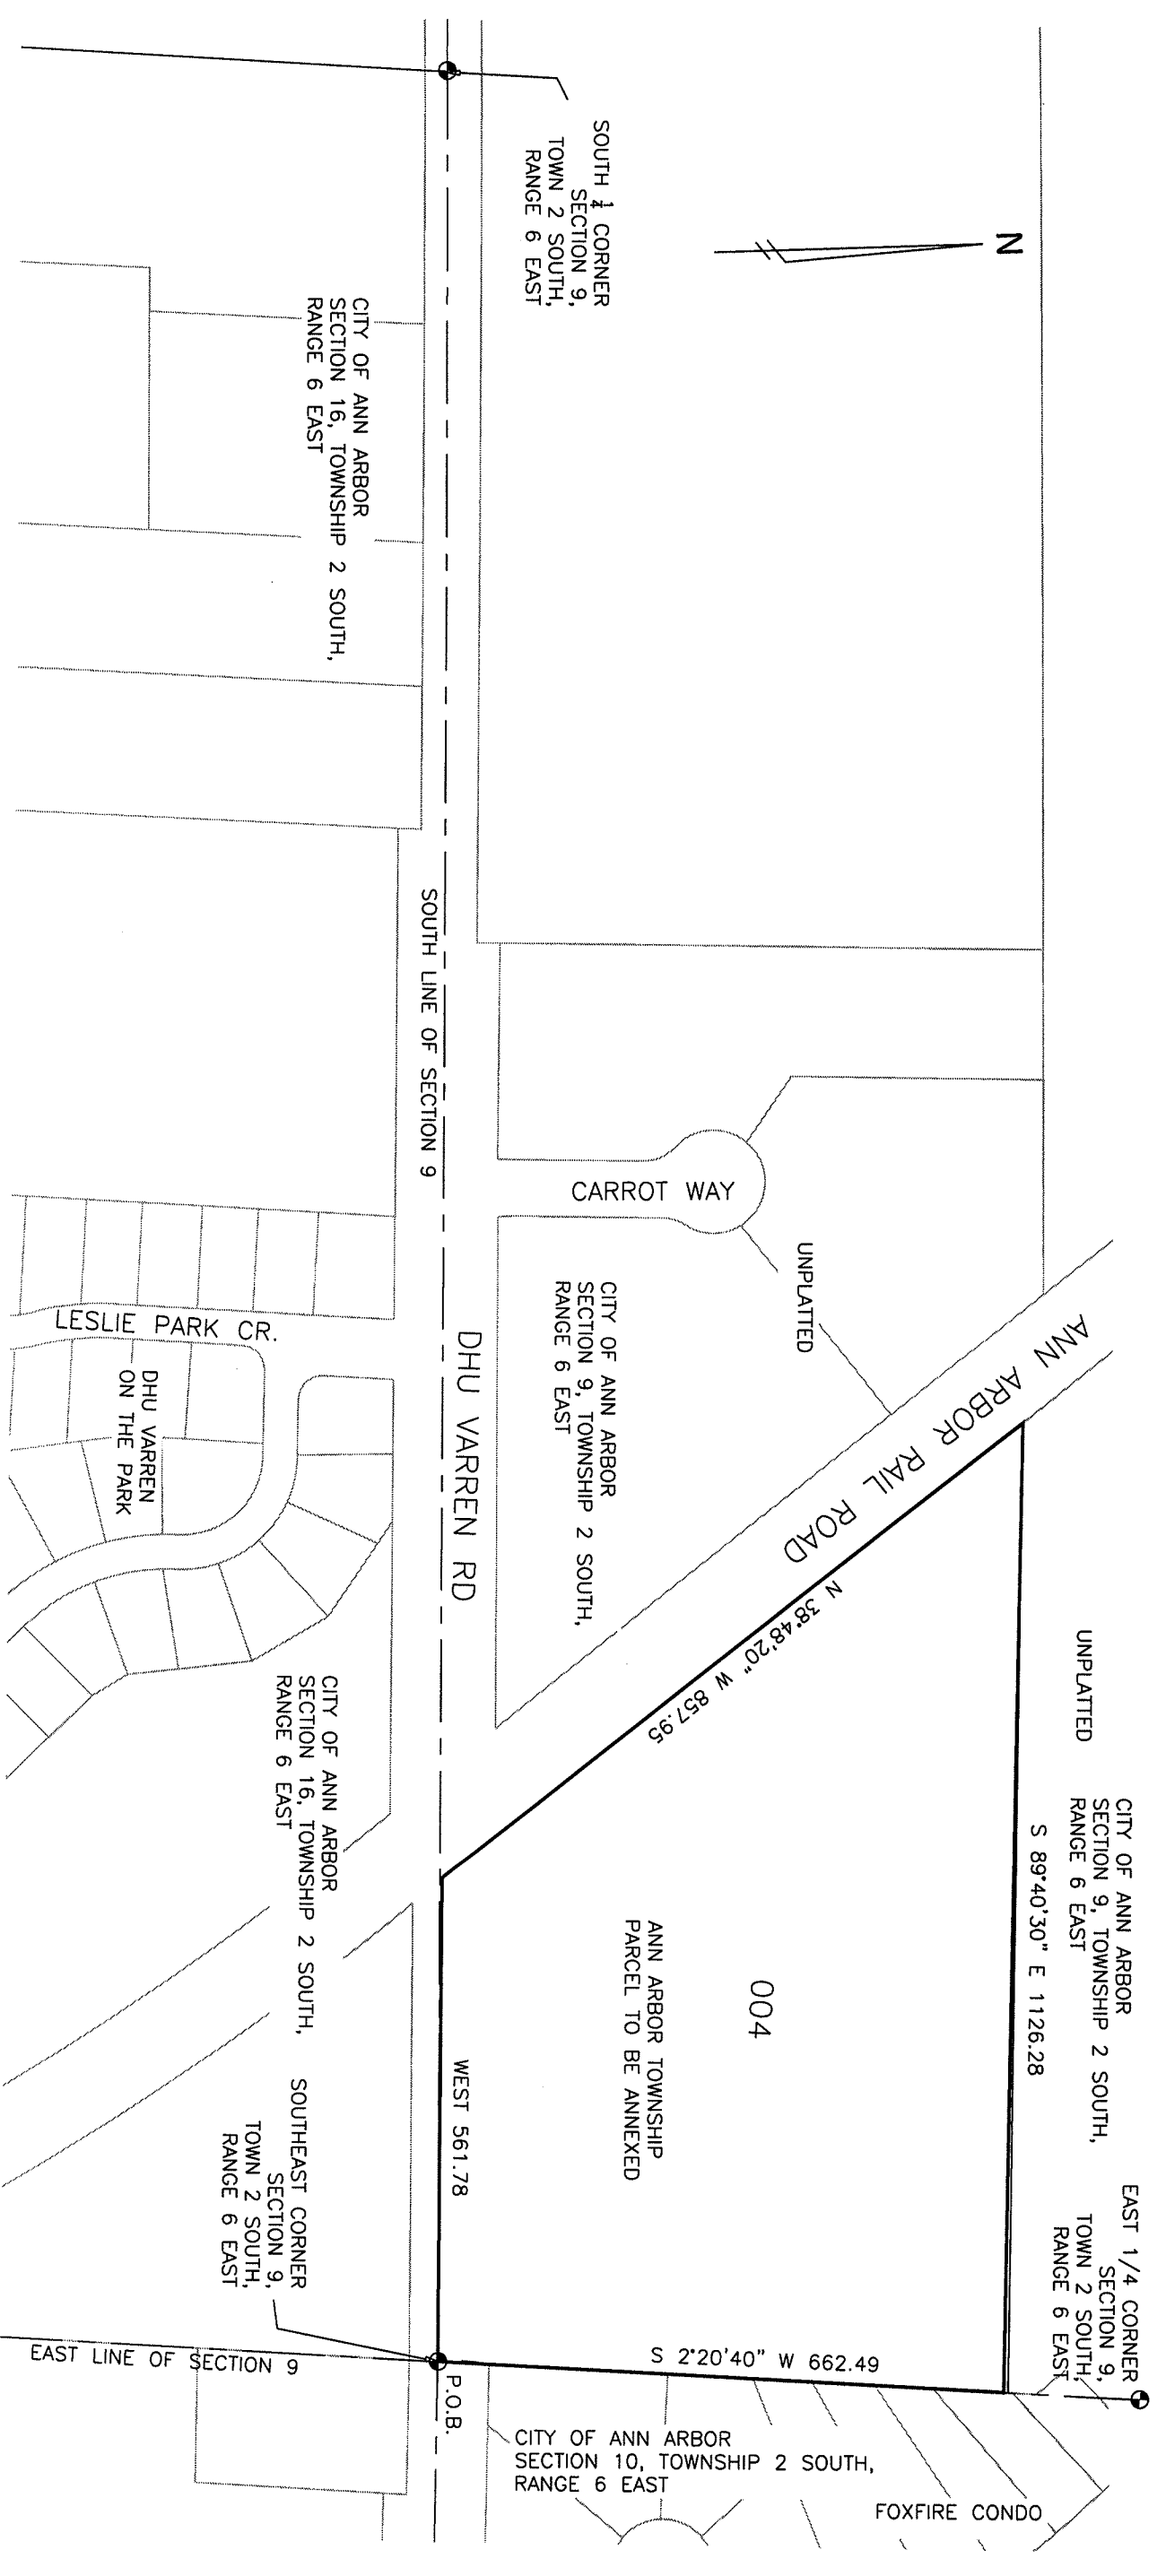 N
SOUTH ¼ CORNER
SECTION 9,
TOWN 2 SOUTH,
RANGE 6 EAST
CITY OF ANN ARBOR
SECTION 16, TOWNSHIP 2 SOUTH,
RANGE 6 EAST
SOUTH LINE OF SECTION 9
CARROT WAY
UNPLATTED
CITY OF ANN ARBOR
SECTION 9, TOWNSHIP 2 SOUTH,
RANGE 6 EAST
DHU VARREN RD
LESLIE PARK CR.
DHU VARREN
ON THE PARK
ANN ARBOR RAIL ROAD
N 38°48'20" W 857.95
UNPLATTED
CITY OF ANN ARBOR
SECTION 9, TOWNSHIP 2 SOUTH,
RANGE 6 EAST
S 89°40'30" E 1126.28
004
ANN ARBOR TOWNSHIP
PARCEL TO BE ANNEXED
WEST 561.78
CITY OF ANN ARBOR
SECTION 16, TOWNSHIP 2 SOUTH,
RANGE 6 EAST
SOUTHEAST CORNER
SECTION 9,
TOWN 2 SOUTH,
RANGE 6 EAST
EAST 1/4 CORNER
SECTION 9,
TOWN 2 SOUTH,
RANGE 6 EAST
S 2°20'40" W 662.49
EAST LINE OF SECTION 9
P.O.B.
CITY OF ANN ARBOR
SECTION 10, TOWNSHIP 2 SOUTH,
RANGE 6 EAST
FOXFIRE CONDO